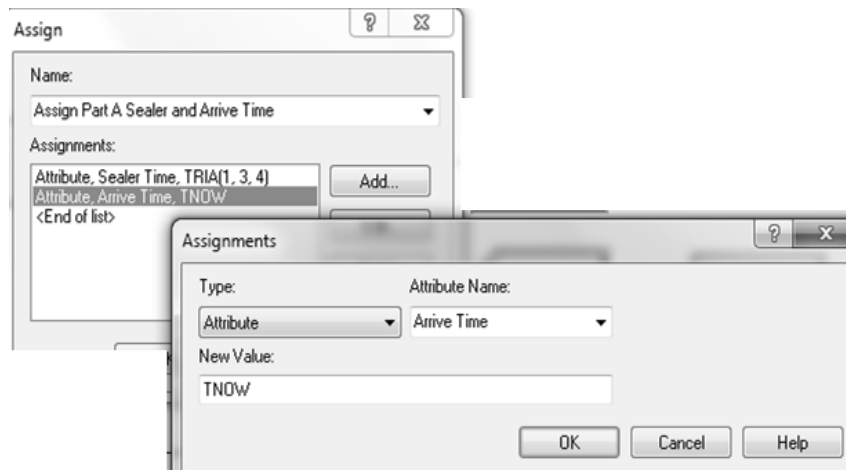 Assign
Name:
Assign Part A Sealer and Arrive Time
Assignments:
Attribute, Sealer Time, TRIA(1, 3, 4)
Attribute, Arrive Time, TNOW
<End of list>
Add...
Assignments
Type:
Attribute Name:
Attribute
Arrive Time
New Value:
TNOW
OK
Cancel
Help